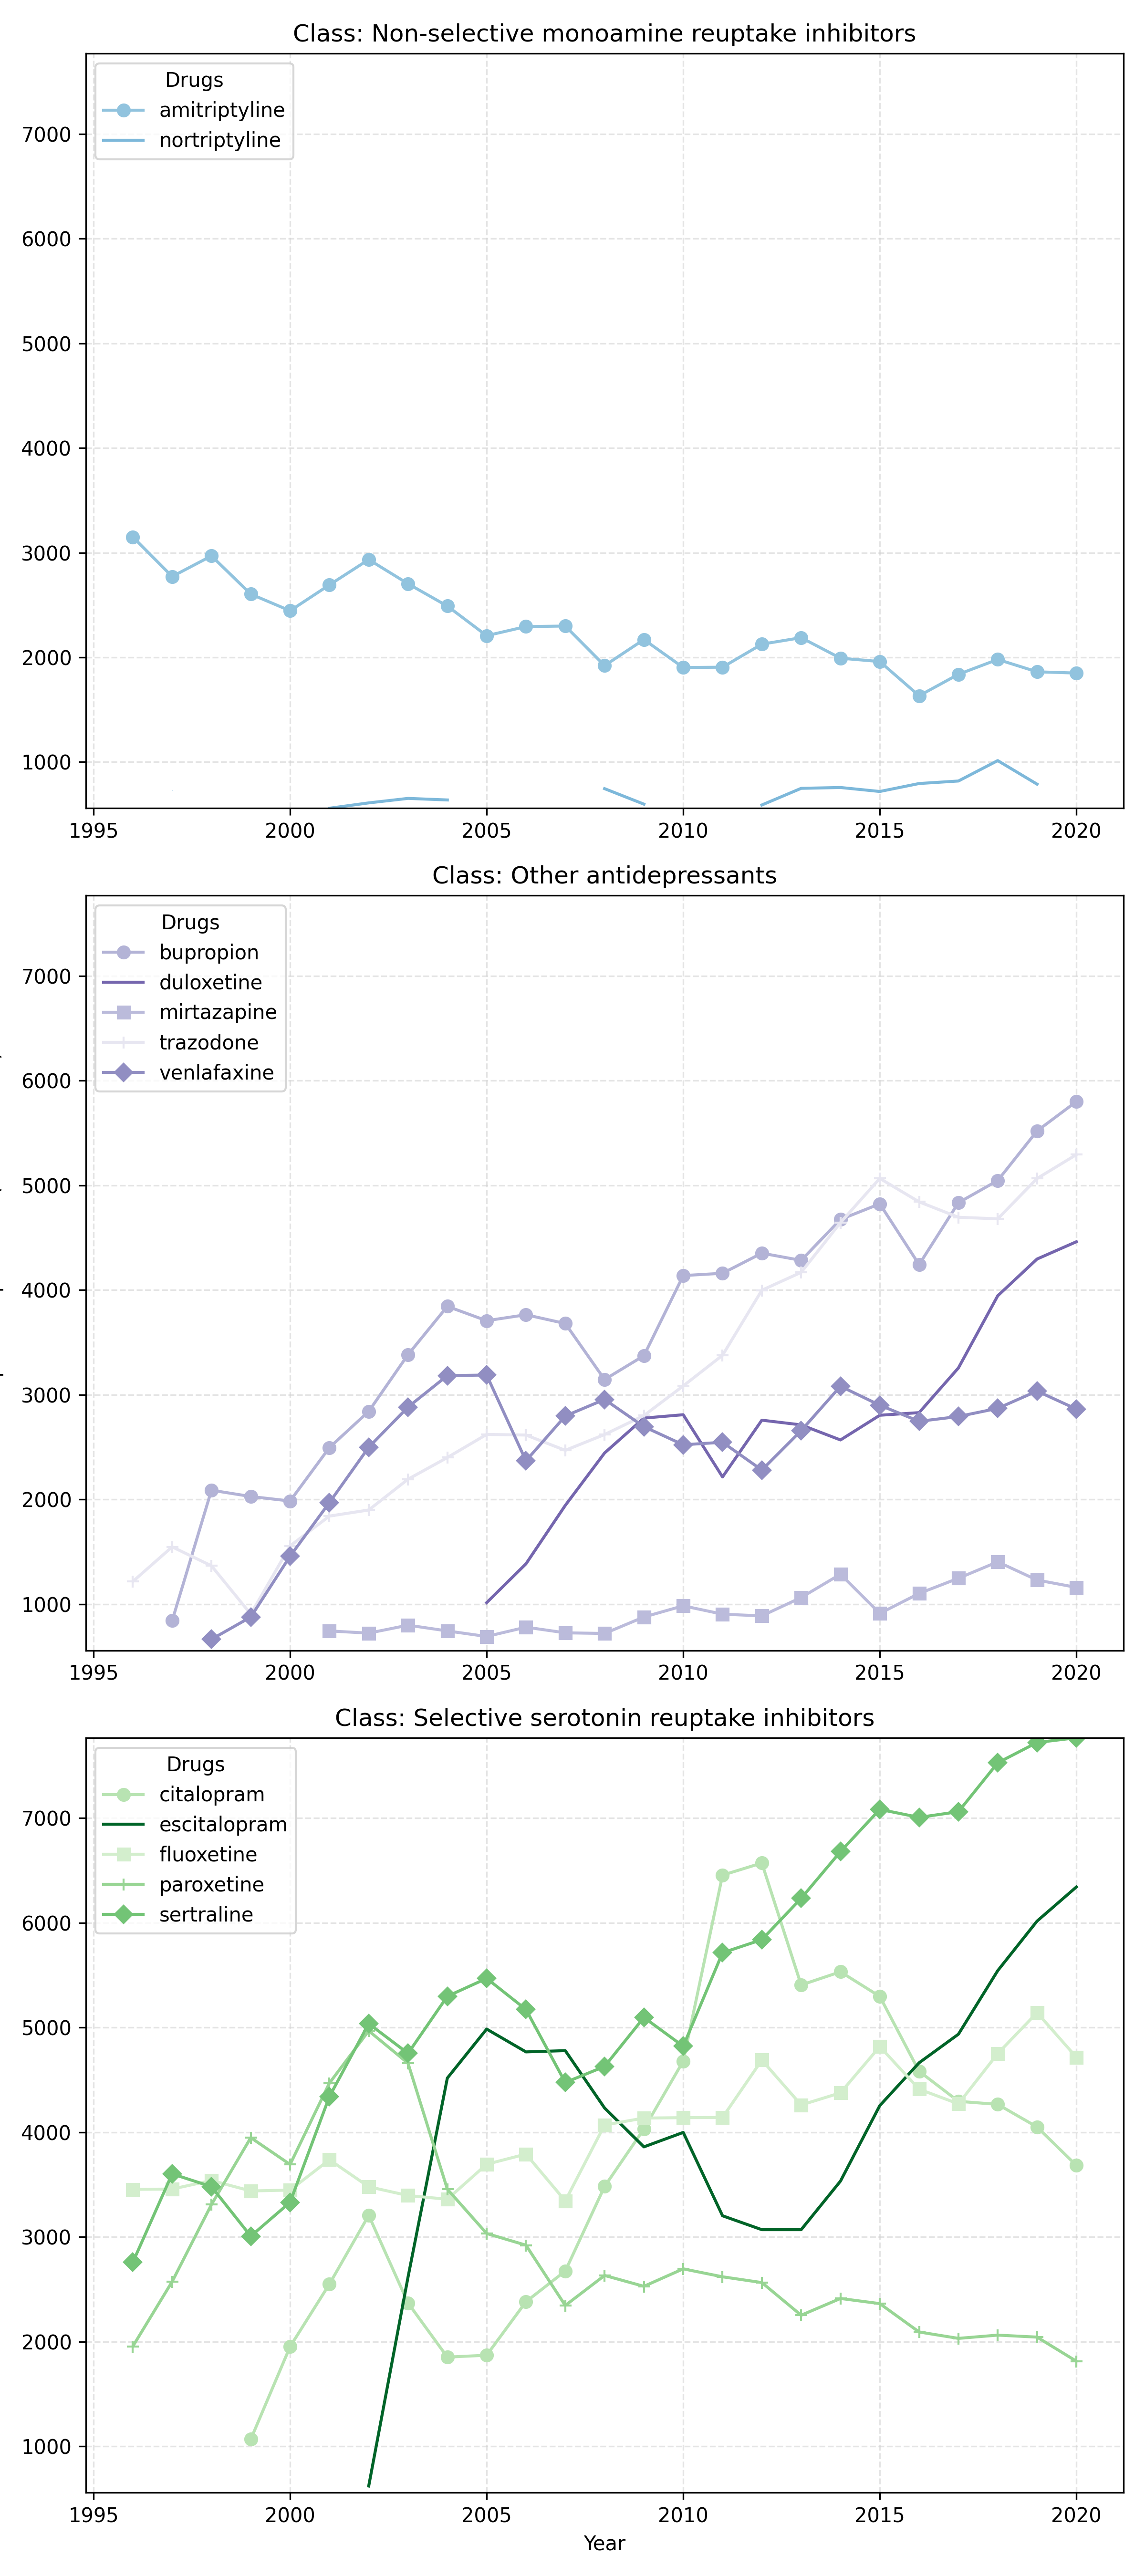 Class: Non-selective monoamine reuptake inhibitors
Drugs
amitriptyline
nortriptyline
7000
6000
5000
4000
3000
2000
1000
1995 2000 2005 2010 2015 2020
Class: Other antidepressants
Drugs
bupropion
duloxetine
mirtazapine
trazodone
venlafaxine
7000
6000
5000
4000
3000
2000
1000
1995 2000 2005 2010 2015 2020
Class: Selective serotonin reuptake inhibitors
Drugs
citalopram
escitalopram
fluoxetine
paroxetine
sertraline
7000
6000
5000
4000
3000
2000
1000
1995 2000 2005 2010 2015 2020
Year